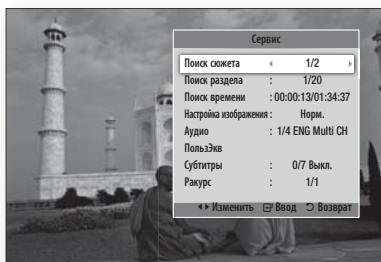 Сервис
Поиск сюжета ◂ 1/2 ▸
Поиск раздела : 1/20
Поиск времени : 00:00:13/01:34:37
Настройка изображения : Норм.
Аудио : 1/4 ENG Multi CH
ПользЭкв
Субтитры : 0/7 Выкл.
Ракурс : 1/1
◂▸ Изменить Ввод Возврат